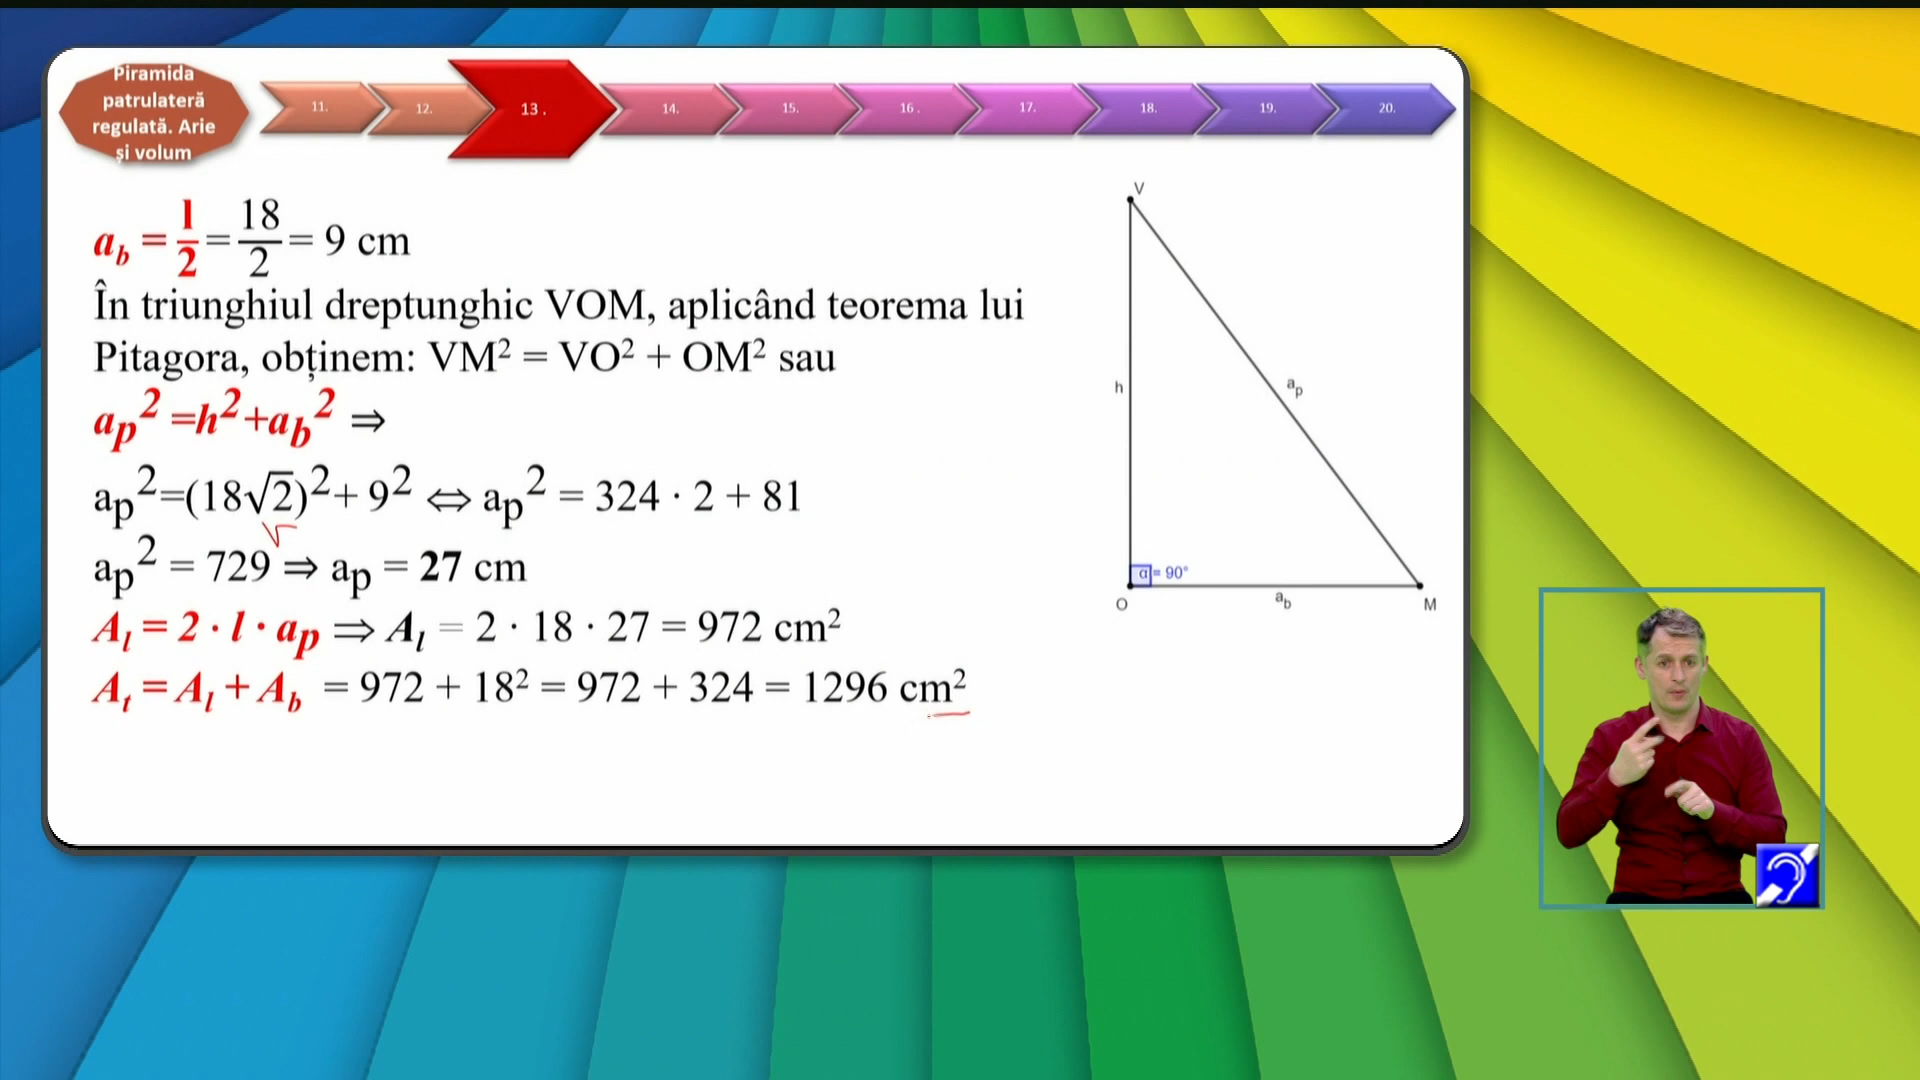 Piramida
patrulateră
regulată. Arie
și volum
11.
12.
13 .
14.
15.
16 .
17.
18.
19.
20.
a_b = l/2 = 18/2 = 9 cm
În triunghiul dreptunghic VOM, aplicând teorema lui
Pitagora, obținem: VM² = VO² + OM² sau
a_p² =h²+a_b² ⇒
a_p²=(18√2)²+ 9² ⇔ a_p² = 324 · 2 + 81
a_p² = 729 ⇒ a_p = 27 cm
A_l = 2 · l · a_p ⇒ A_l = 2 · 18 · 27 = 972 cm²
A_t = A_l + A_b = 972 + 18² = 972 + 324 = 1296 cm²
V
h
a_p
α = 90°
O
a_b
M